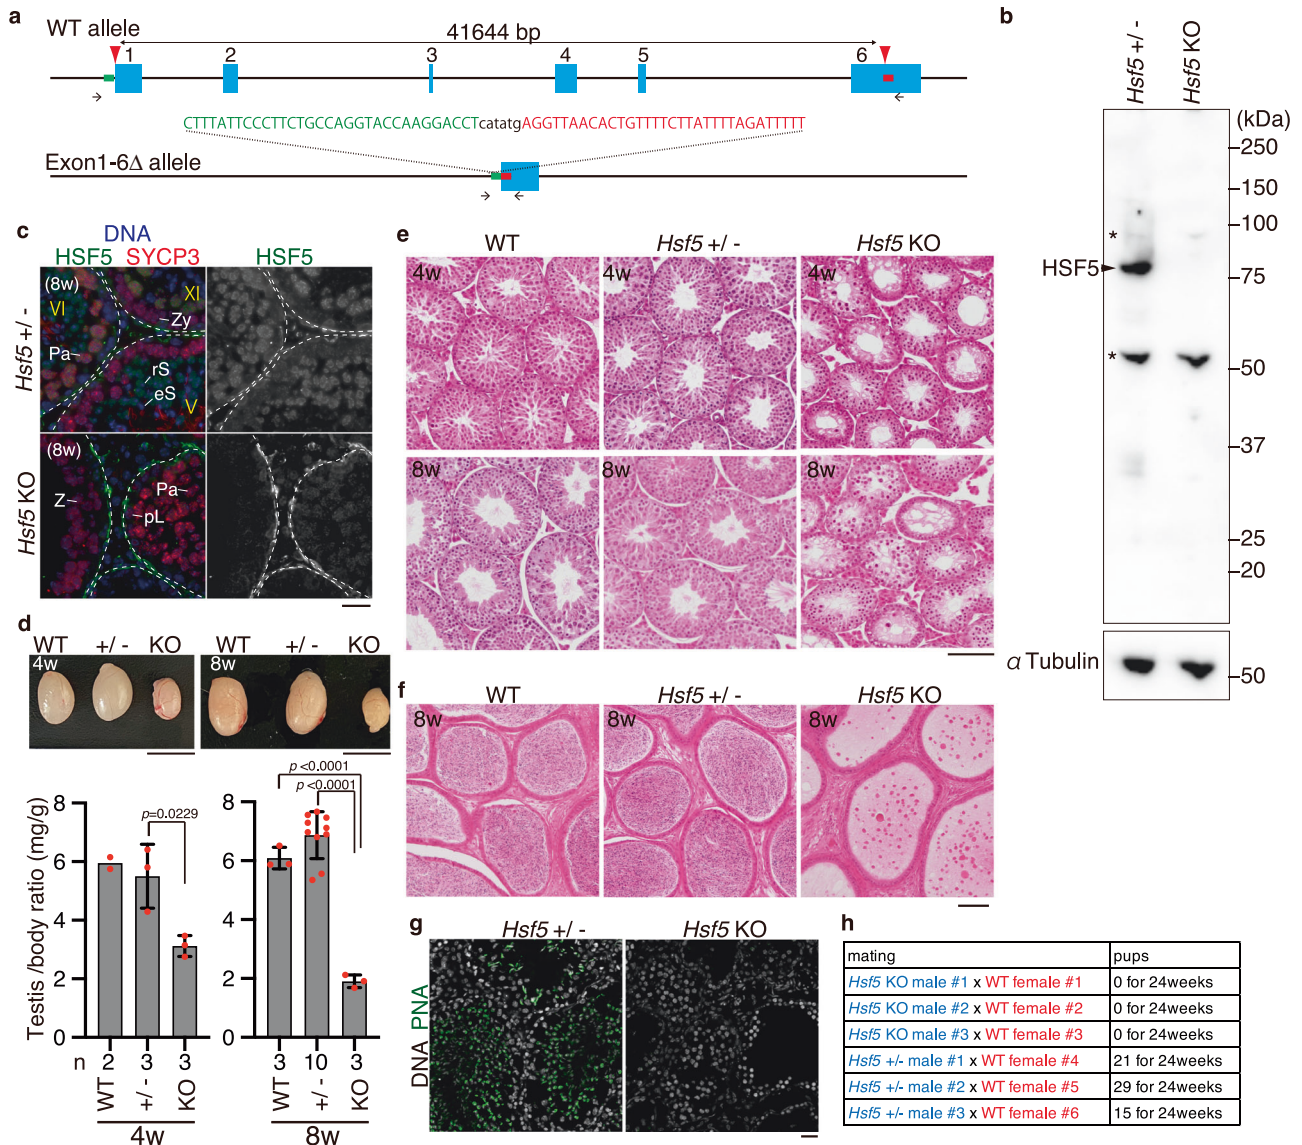 a
WT allele
41644 bp
1 2 3 4 5 6
CTTTATTCCCTTCTGCCAGGTACCAAGGACCTcatatgAGGTTAACACTGTTTTCTTATTTTAGATTTTT
Exon1-6Δ allele
b
Hsf5 +/ -
Hsf5 KO
(kDa)
250
150
100
*
HSF5
75
*
50
37
25
20
α Tubulin
50
c
DNA
HSF5 SYCP3
HSF5
Hsf5 +/ -
(8w)
VI
XI
Zy
Pa
rS
eS
V
Hsf5 KO
(8w)
Z
Pa
pL
d
WT +/ - KO
4w
WT +/ - KO
8w
Testis /body ratio (mg/g)
8
6
4
2
0
p=0.0229
n 2 3 3
WT +/ - KO
4w
8
6
4
2
0
p <0.0001
p <0.0001
3 10 3
WT +/ - KO
8w
e
WT Hsf5 +/ - Hsf5 KO
4w 4w 4w
8w 8w 8w
f
WT Hsf5 +/ - Hsf5 KO
8w 8w 8w
g
Hsf5 +/ - Hsf5 KO
DNA PNA
h
mating pups
Hsf5 KO male #1 x WT female #1 0 for 24weeks
Hsf5 KO male #2 x WT female #2 0 for 24weeks
Hsf5 KO male #3 x WT female #3 0 for 24weeks
Hsf5 +/- male #1 x WT female #4 21 for 24weeks
Hsf5 +/- male #2 x WT female #5 29 for 24weeks
Hsf5 +/- male #3 x WT female #6 15 for 24weeks